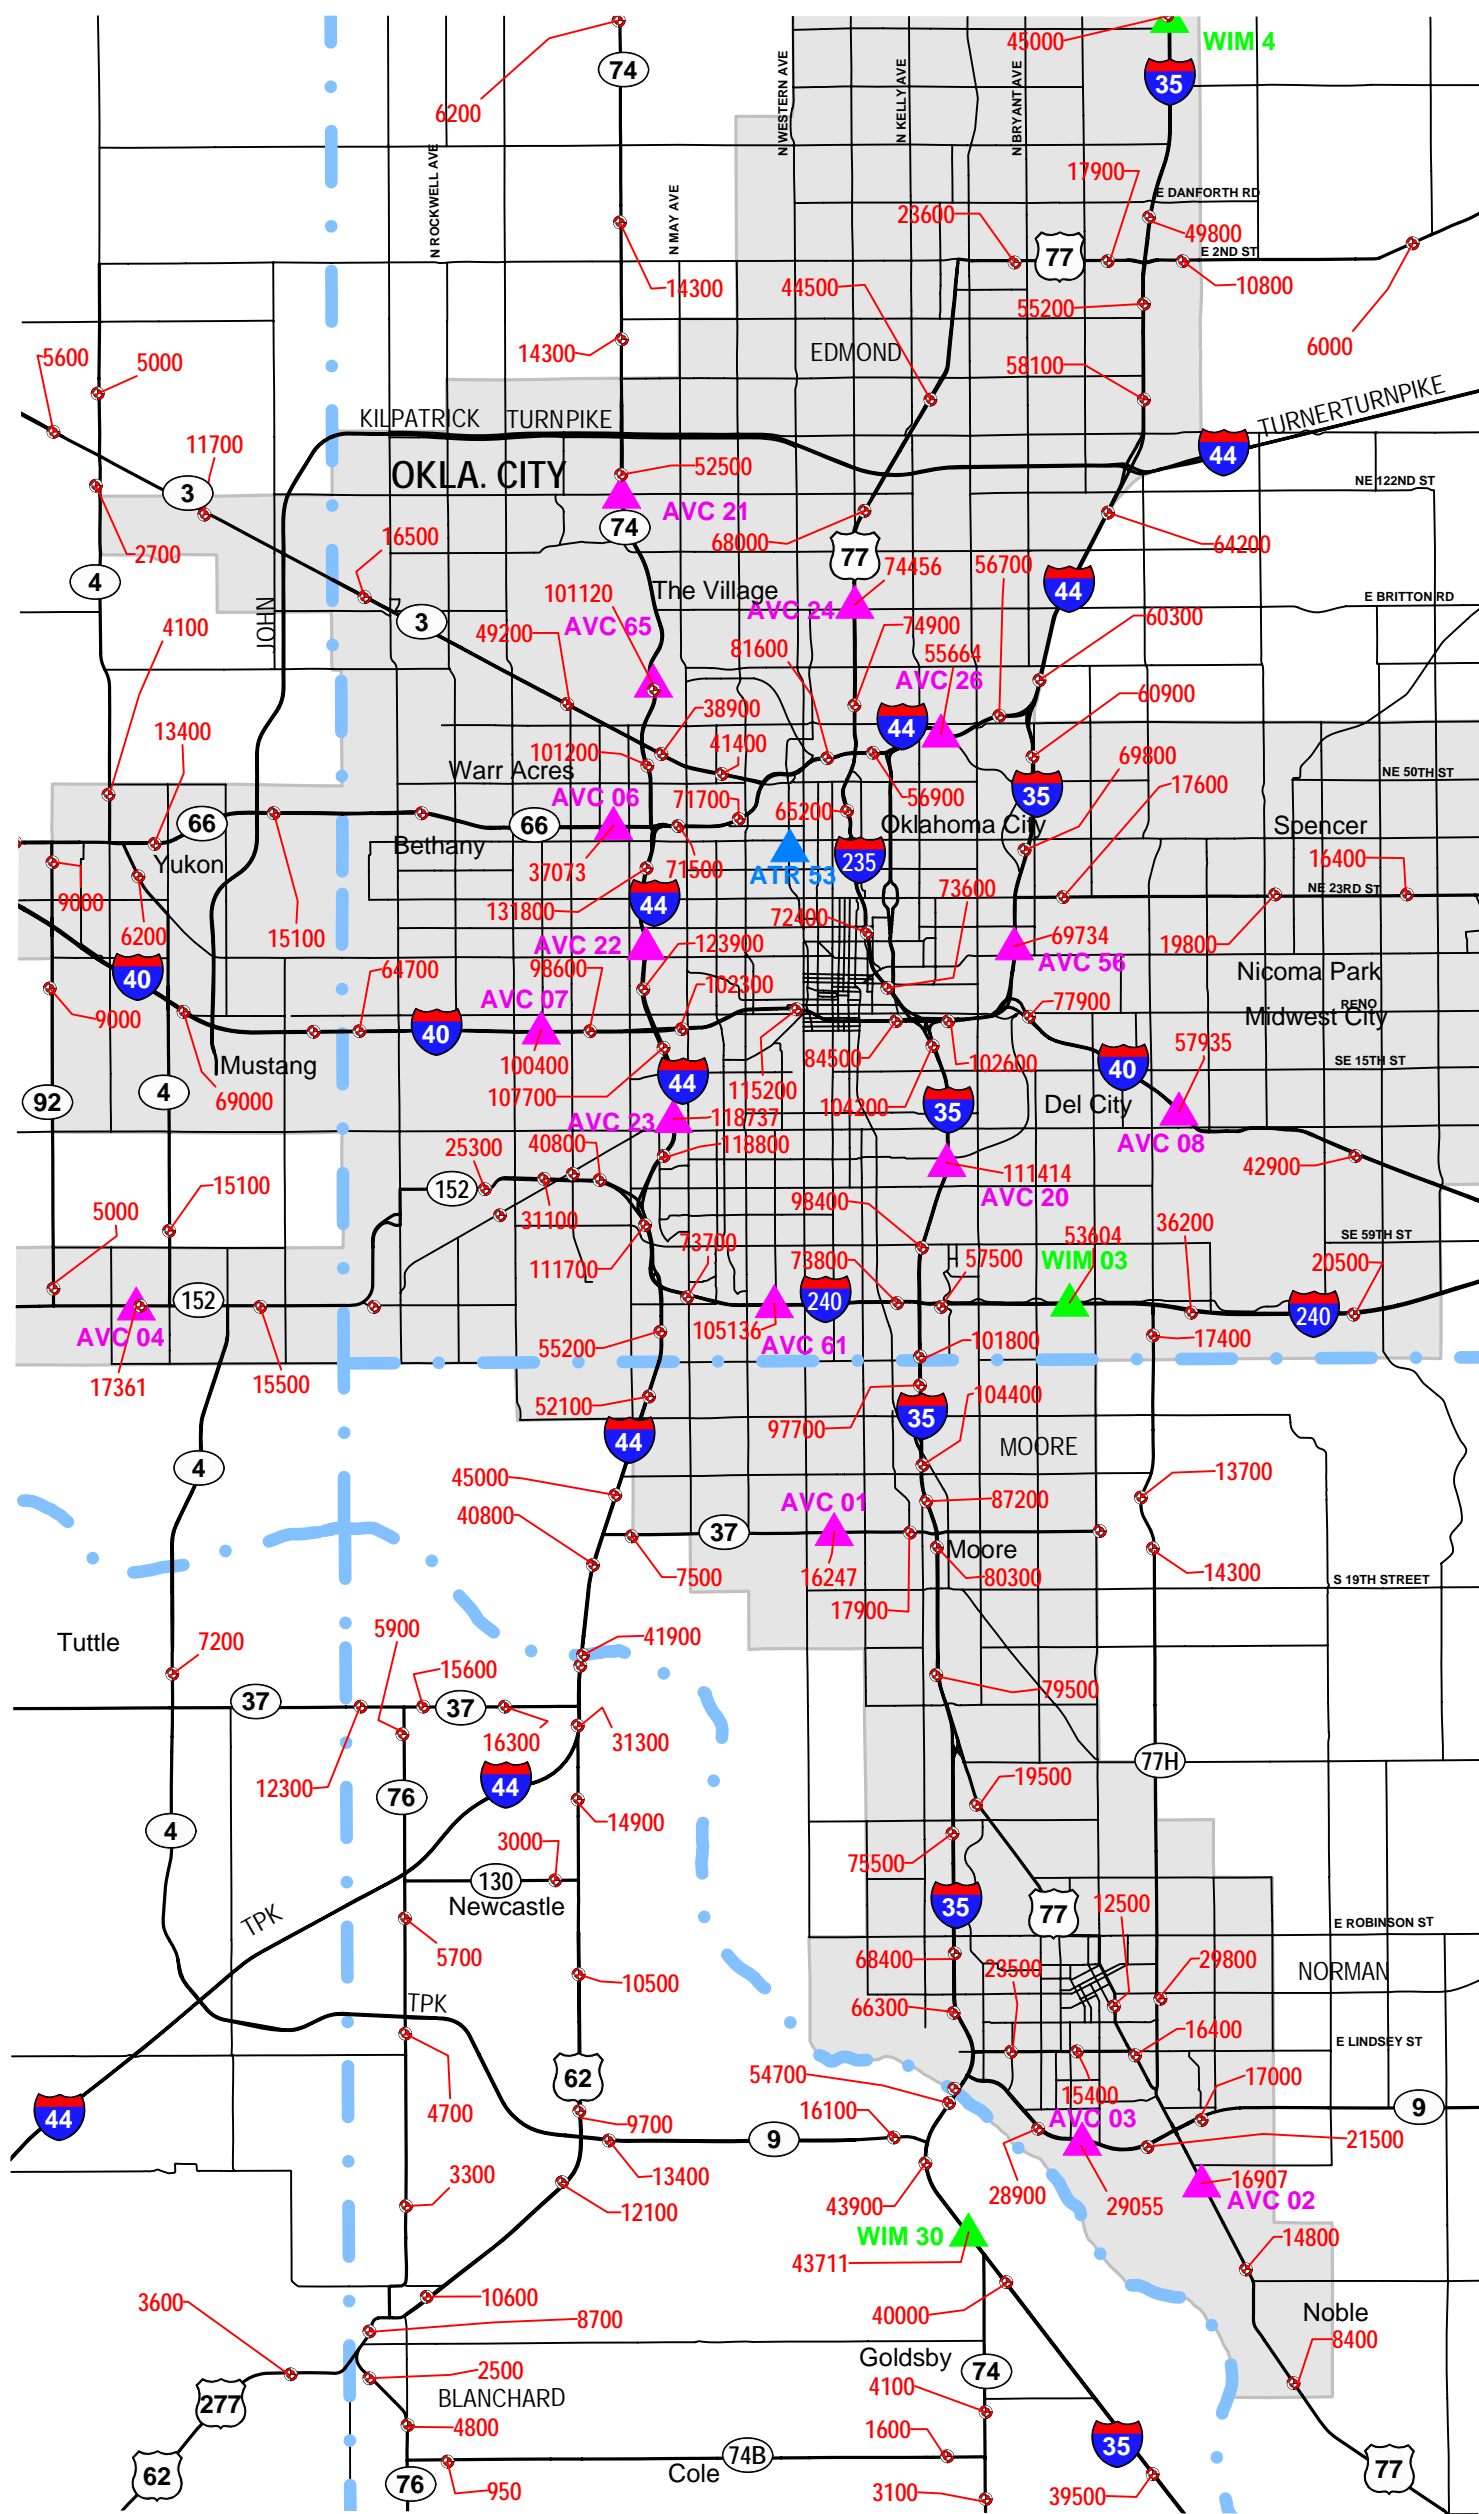 45000
WIM 4
74
35
6200
N WESTERN AVE
N KELLY AVE
N BRYANT AVE
N ROCKWELL AVE
N MAY AVE
17900
E DANFORTH RD
23600
49800
77
E 2ND ST
14300
44500
10800
55200
6000
5600
5000
14300
EDMOND
58100
KILPATRICK
TURNPIKE
TURNERTURNPIKE
11700
44
OKLA. CITY
52500
3
NE 122ND ST
AVC 21
16500
74
68000
64200
2700
77
4
74456
56700
44
101120
The Village
E BRITTON RD
JOHN
AVC 24
4100
3
AVC 65
49200
74900
60300
81600
55664
AVC 26
60900
38900
13400
44
101200
41400
69800
Warr Acres
NE 50TH ST
17600
AVC 06
71700
56900
35
65200
66
66
Oklahoma City
Spencer
Bethany
Yukon
37073
71500
ATR 53
235
16400
9000
73600
NE 23RD ST
131800
44
6200
15100
72400
AVC 22
123900
69734
19800
64700
98600
AVC 56
40
102300
Nicoma Park
AVC 07
77900
RENO
9000
Midwest City
40
57935
100400
84500
102600
SE 15TH ST
Mustang
40
107700
44
115200
92
4
69000
104200
35
Del City
AVC 23
118737
AVC 08
25300
40800
118800
42900
111414
152
15100
AVC 20
5000
98400
31100
36200
53604
73700
57500
SE 59TH ST
111700
73800
WIM 03
20500
152
240
240
AVC 04
105136
AVC 61
55200
101800
17400
17361
15500
52100
104400
97700
35
44
MOORE
4
13700
45000
AVC 01
87200
40800
37
Moore
7500
16247
80300
14300
S 19TH STREET
17900
5900
Tuttle
7200
41900
15600
79500
37
37
16300
31300
77H
12300
44
19500
76
14900
4
3000
75500
130
Newcastle
35
12500
77
TPK
E ROBINSON ST
5700
68400
23500
29800
10500
NORMAN
TPK
66300
16400
E LINDSEY ST
62
54700
17000
15400
44
4700
9700
16100
AVC 03
9
9
21500
3300
13400
12100
43900
28900
29055
16907
AVC 02
WIM 30
14800
43711
3600
10600
40000
8700
Noble
8400
Goldsby
2500
74
BLANCHARD
277
4100
4800
1600
35
74B
77
62
Cole
76
950
3100
39500